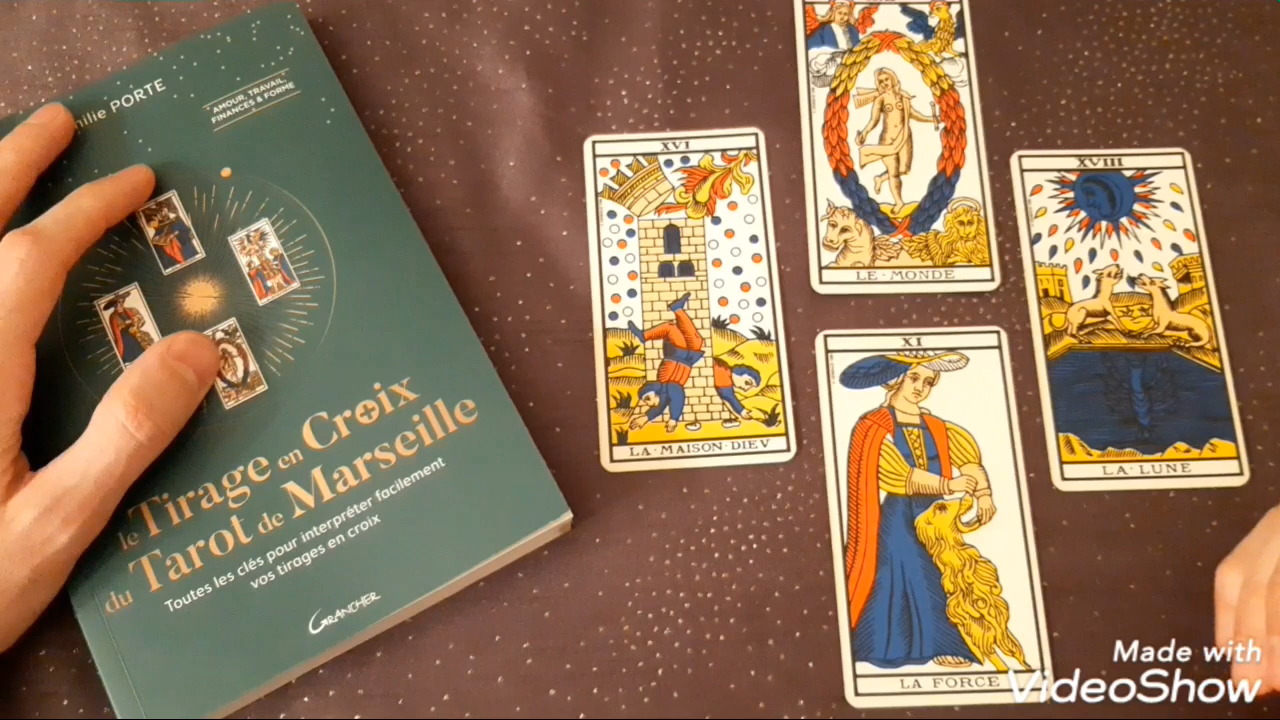 PORTE
AMOUR, TRAVAIL,
FINANCES & FORME
le Tirage en Croix
du Tarot de Marseille
Toutes les clés pour interpréter facilement
vos tirages en croix
GRANCHER
XVI
LA·MAISON·DIEV
LE·MONDE
XVIII
LA·LUNE
XI
LA FORCE
Made with
VideoShow